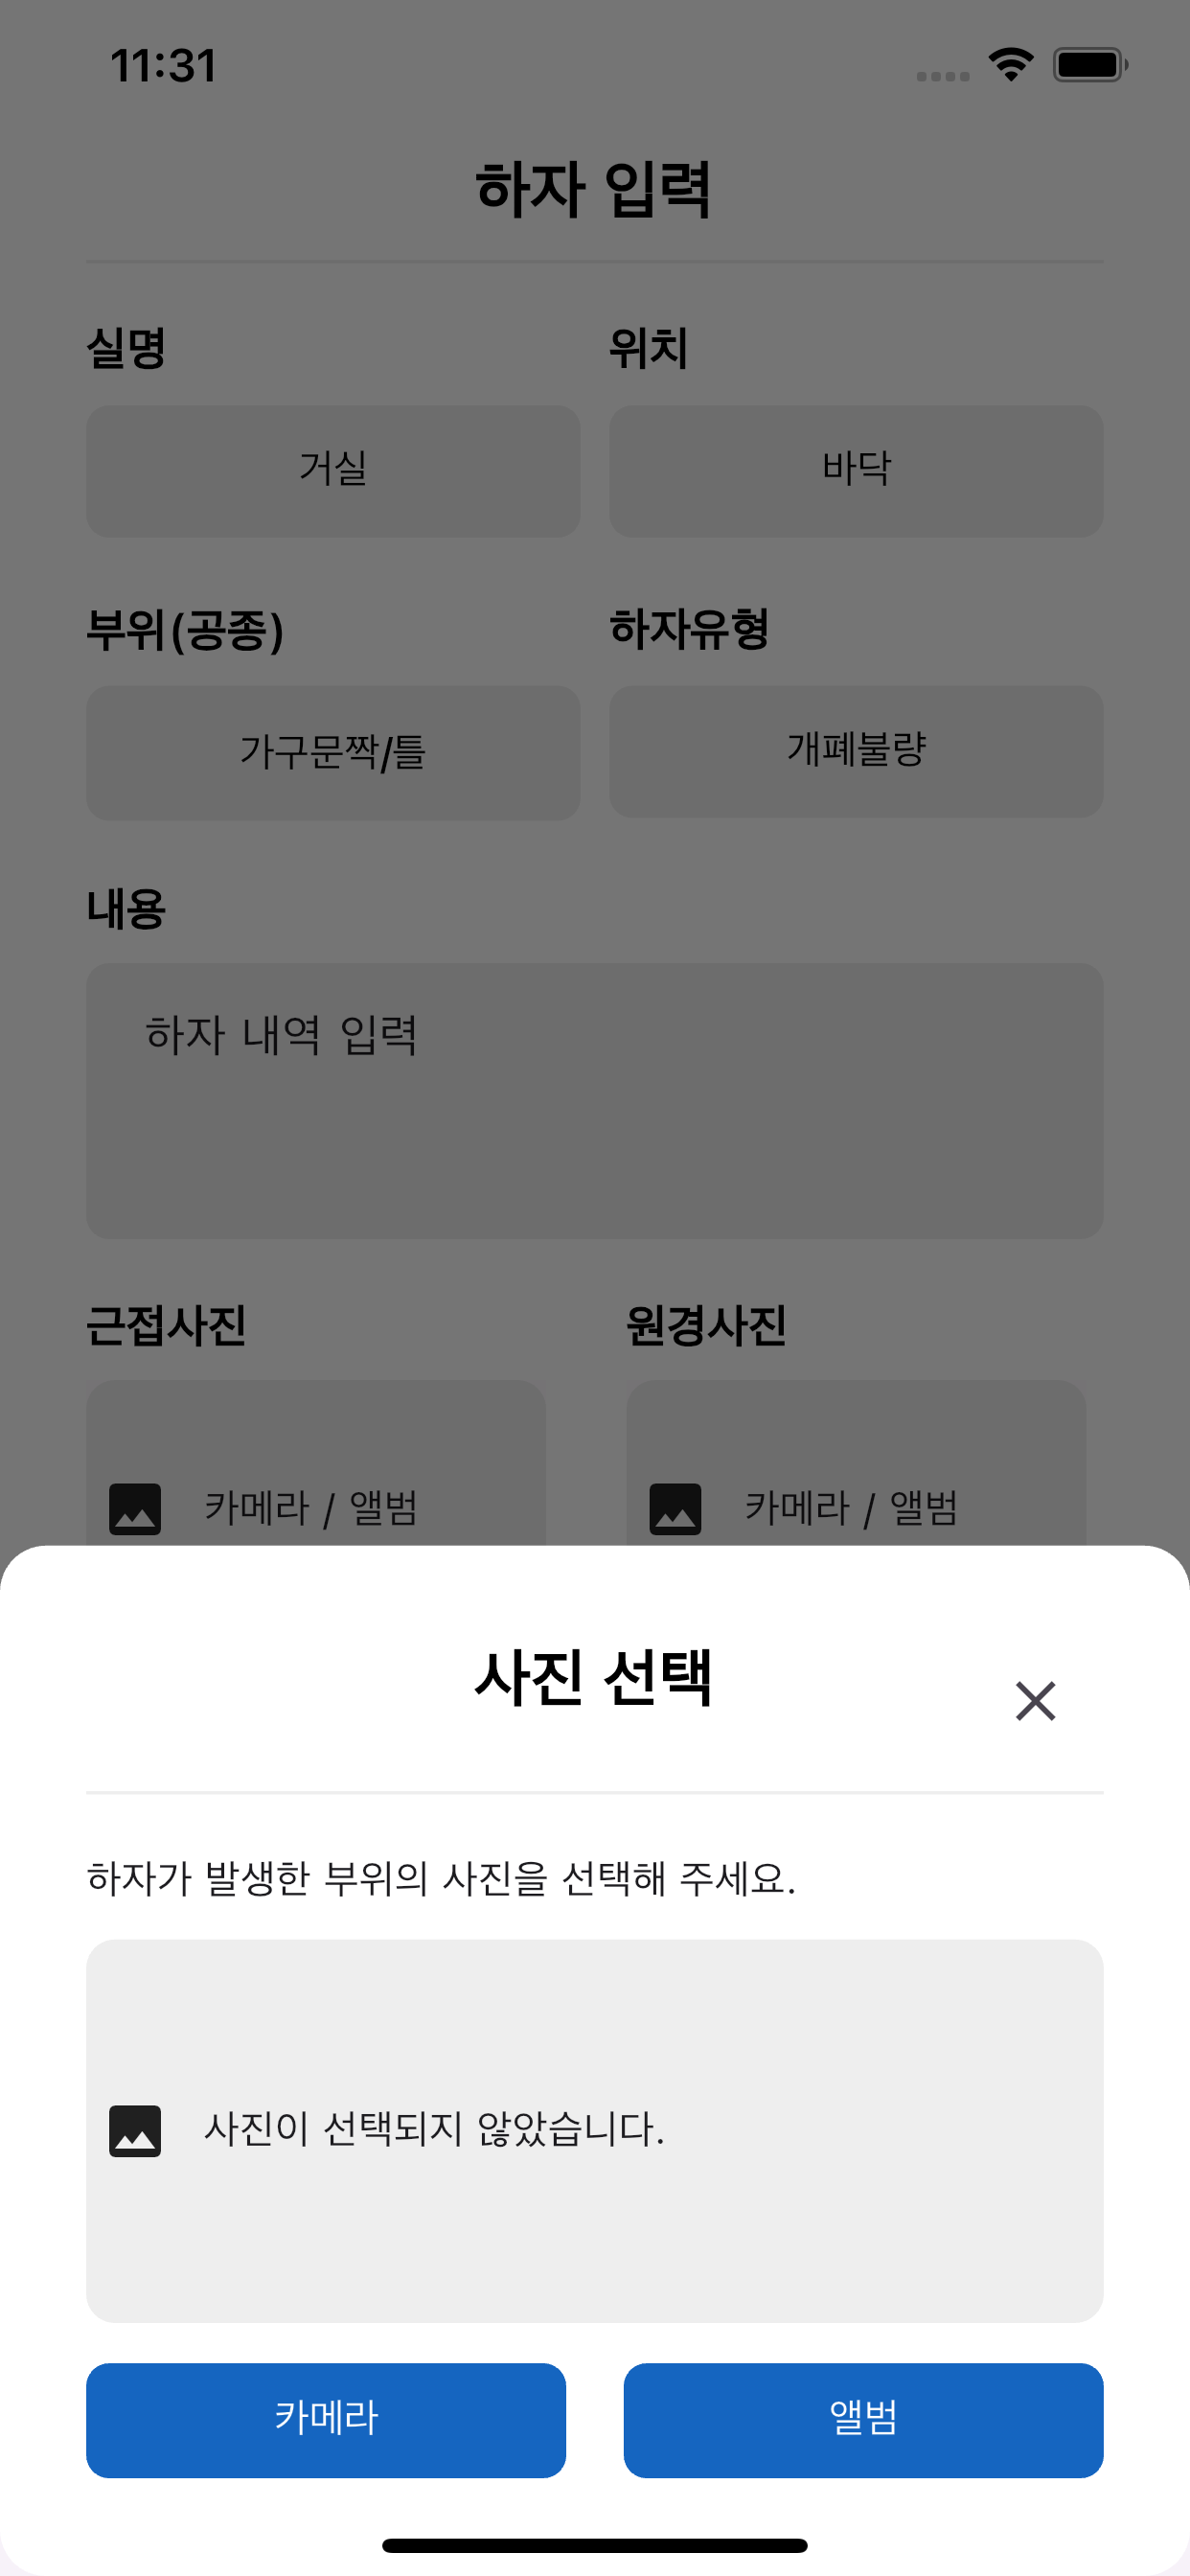 11:31
하자 입력
실명
위치
거실
바닥
부위(공종)
하자유형
가구문짝/틀
개폐불량
내용
하자 내역 입력
근접사진
원경사진
카메라 / 앨범
카메라 / 앨범
사진 선택
하자가 발생한 부위의 사진을 선택해 주세요.
사진이 선택되지 않았습니다.
카메라
앨범